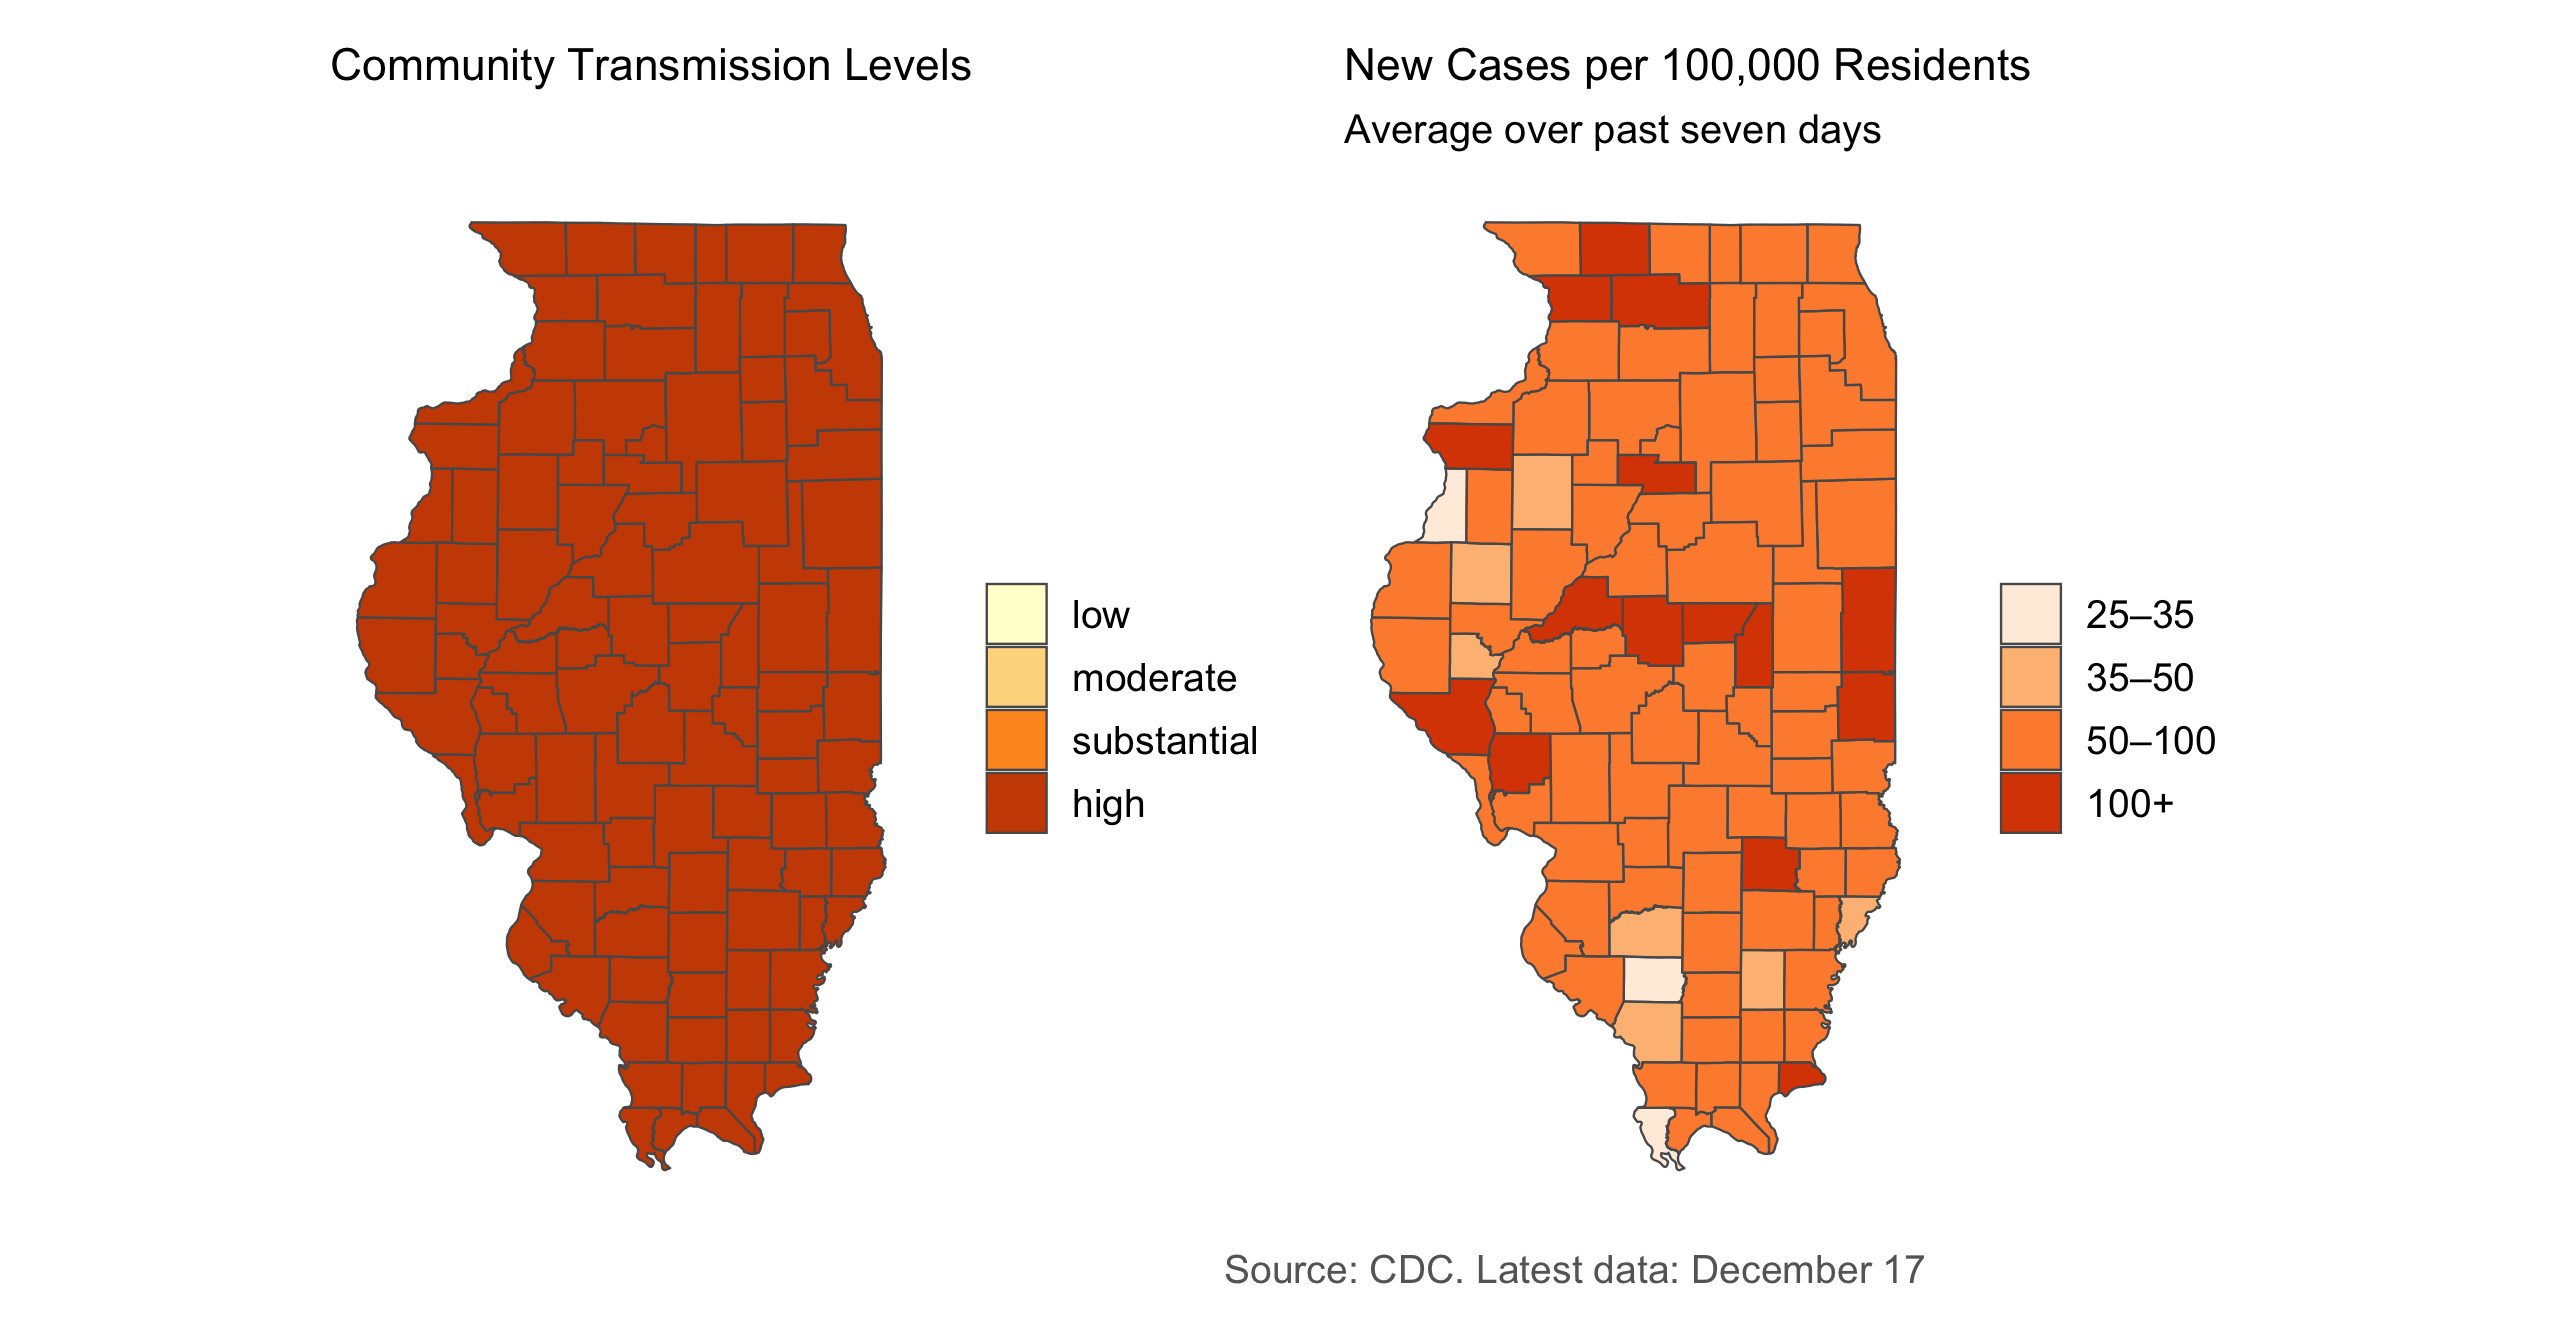 Community Transmission Levels
low
moderate
substantial
high
New Cases per 100,000 Residents
Average over past seven days
25–35
35–50
50–100
100+
Source: CDC. Latest data: December 17